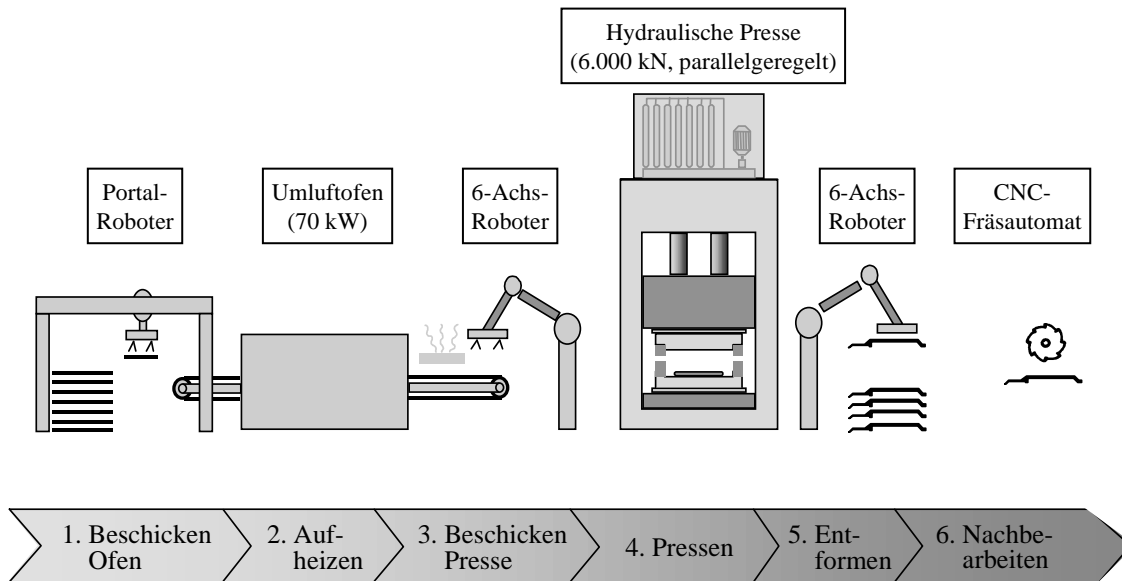 Hydraulische Presse
(6.000 kN, parallelgeregelt)
Portal-
Roboter
Umluftofen
(70 kW)
6-Achs-
Roboter
6-Achs-
Roboter
CNC-
Fräsautomat
1. Beschicken
Ofen
2. Auf-
heizen
3. Beschicken
Presse
4. Pressen
5. Ent-
formen
6. Nachbe-
arbeiten